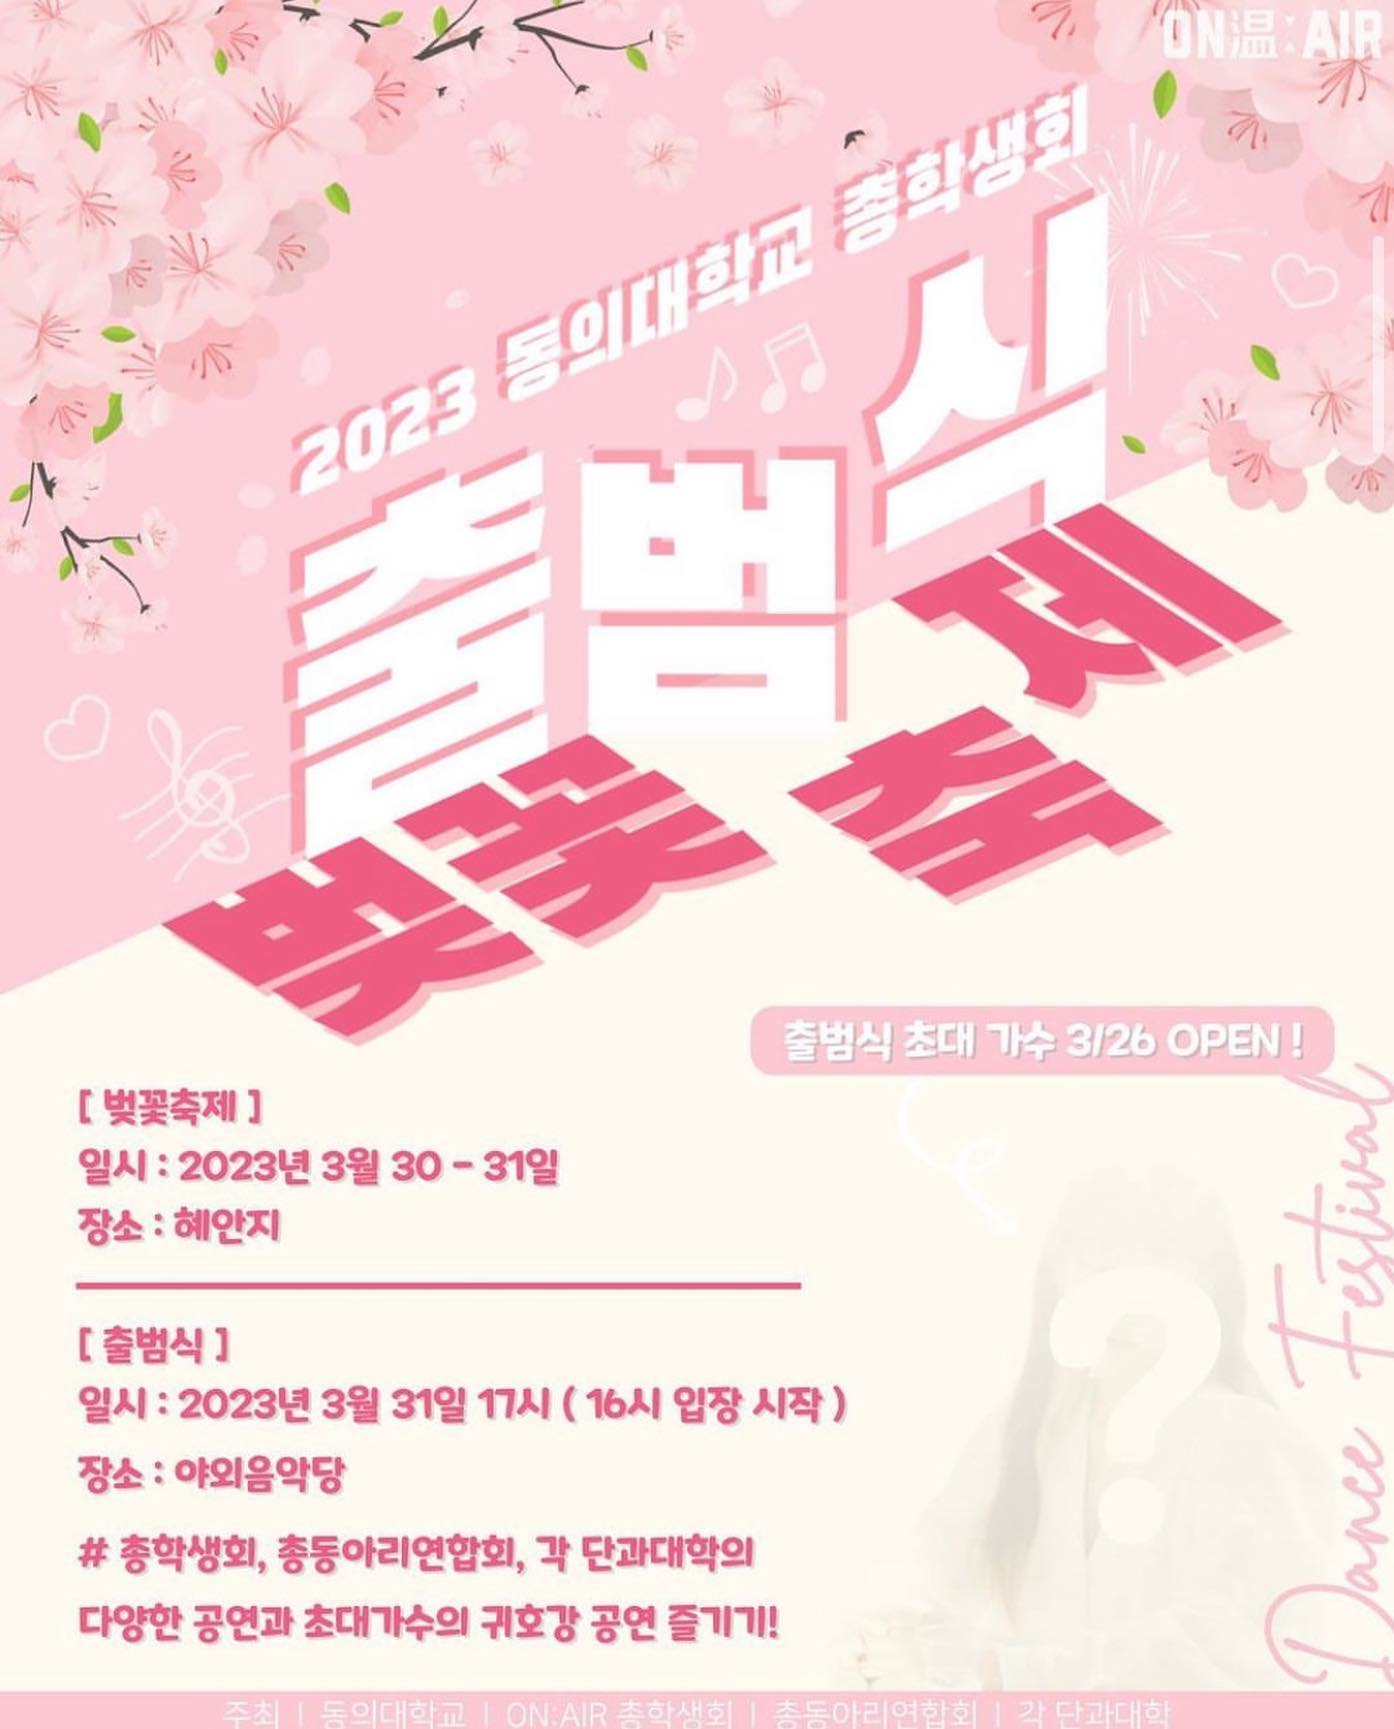 ON温:AIR
2023 동의대학교 총학생회
출범식
벚꽃축제
출범식 초대 가수 3/26 OPEN !
[ 벚꽃축제 ]
일시 : 2023년 3월 30 - 31일
장소 : 혜안지
[ 출범식 ]
일시 : 2023년 3월 31일 17시 ( 16시 입장 시작 )
장소 : 야외음악당
# 총학생회, 총동아리연합회, 각 단과대학의
다양한 공연과 초대가수의 귀호강 공연 즐기기!
?
Dance Festival
주최 | 동의대학교 | ON:AIR 총학생회 | 총동아리연합회 | 각 단과대학